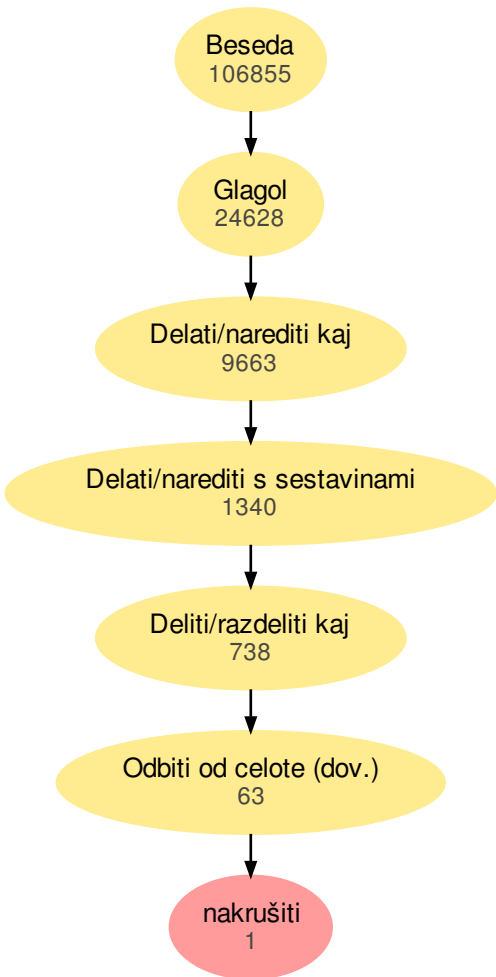 Beseda
106855
Glagol
24628
Delati/narediti kaj
9663
Delati/narediti s sestavinami
1340
Deliti/razdeliti kaj
738
Odbiti od celote (dov.)
63
nakrušiti
1